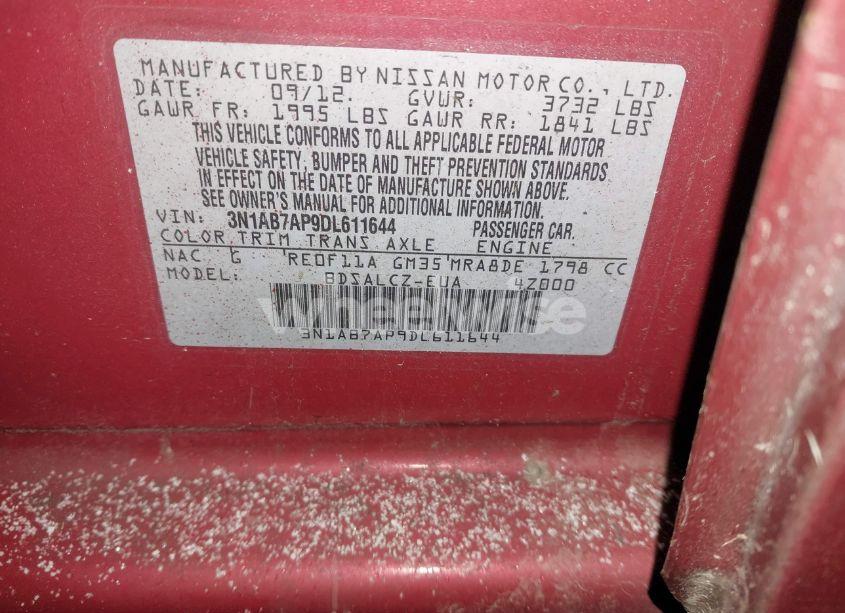 MANUFACTURED BY NISSAN MOTOR CO., LTD.
DATE: 09/12. GVWR: 3732 LBS
GAWR FR: 1995 LBS GAWR RR: 1841 LBS
THIS VEHICLE CONFORMS TO ALL APPLICABLE FEDERAL MOTOR
VEHICLE SAFETY, BUMPER AND THEFT PREVENTION STANDARDS
IN EFFECT ON THE DATE OF MANUFACTURE SHOWN ABOVE.
SEE OWNER'S MANUAL FOR ADDITIONAL INFORMATION.
VIN: 3N1AB7AP9DL611644 PASSENGER CAR.
COLOR TRIM TRANS AXLE ENGINE
NAC G RE0F11A GM35 MRA8DE 1798 CC
MODEL: BDSALCZ-EUA 4Z000
3N1AB7AP9DL611644